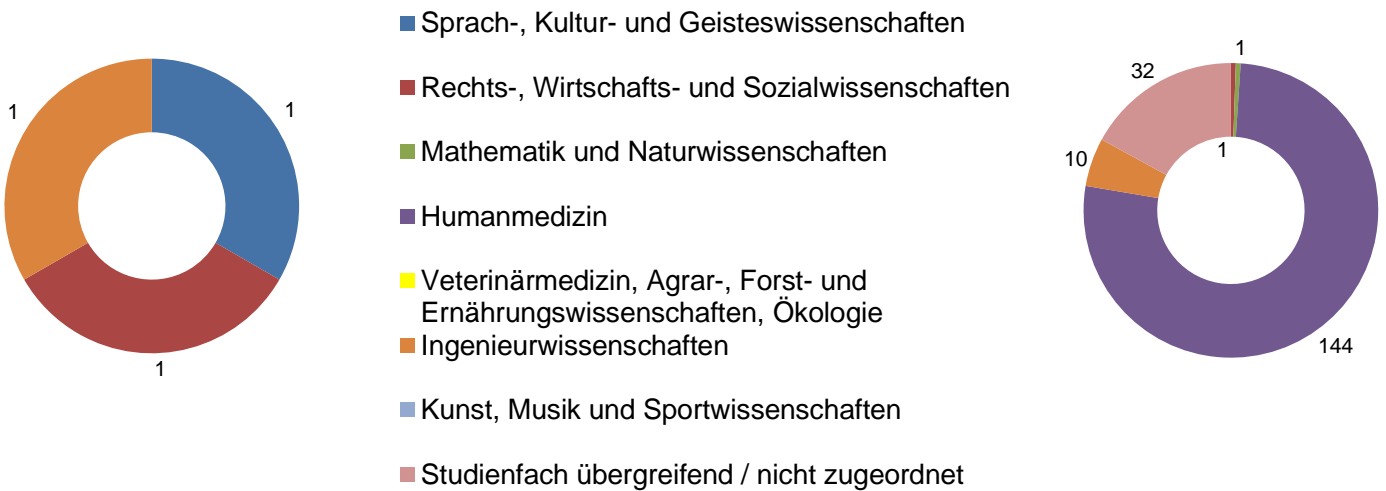 1
1
1
Sprach-, Kultur- und Geisteswissenschaften
Rechts-, Wirtschafts- und Sozialwissenschaften
Mathematik und Naturwissenschaften
Humanmedizin
Veterinärmedizin, Agrar-, Forst- und
Ernährungswissenschaften, Ökologie
Ingenieurwissenschaften
Kunst, Musik und Sportwissenschaften
Studienfach übergreifend / nicht zugeordnet
1
32
1
10
144